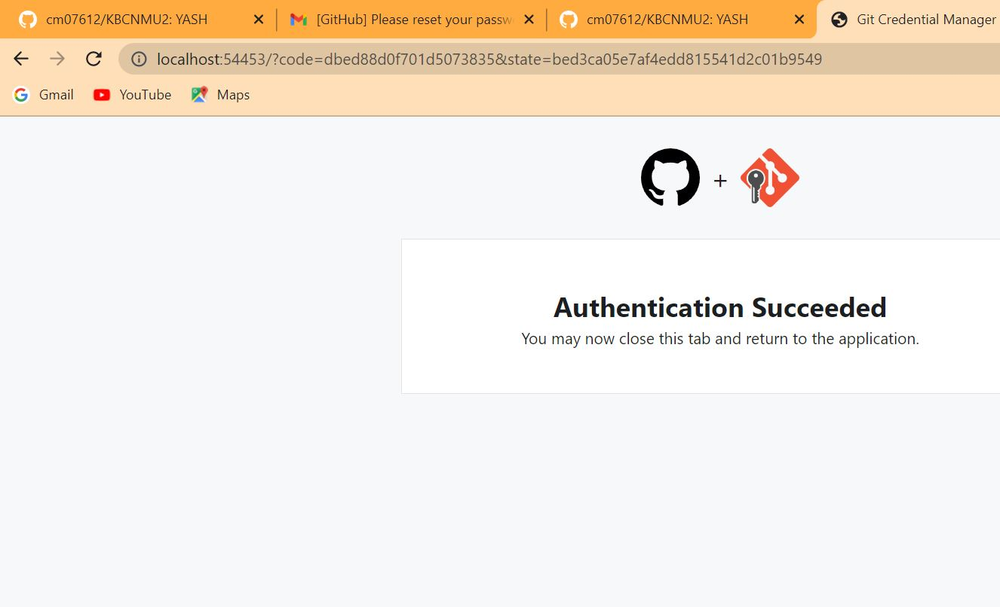 cm07612/KBCNMU2: YASH
[GitHub] Please reset your passw
cm07612/KBCNMU2: YASH
Git Credential Manager
localhost:54453/?code=dbed88d0f701d5073835&state=bed3ca05e7af4edd815541d2c01b9549
Gmail YouTube Maps
+
Authentication Succeeded
You may now close this tab and return to the application.